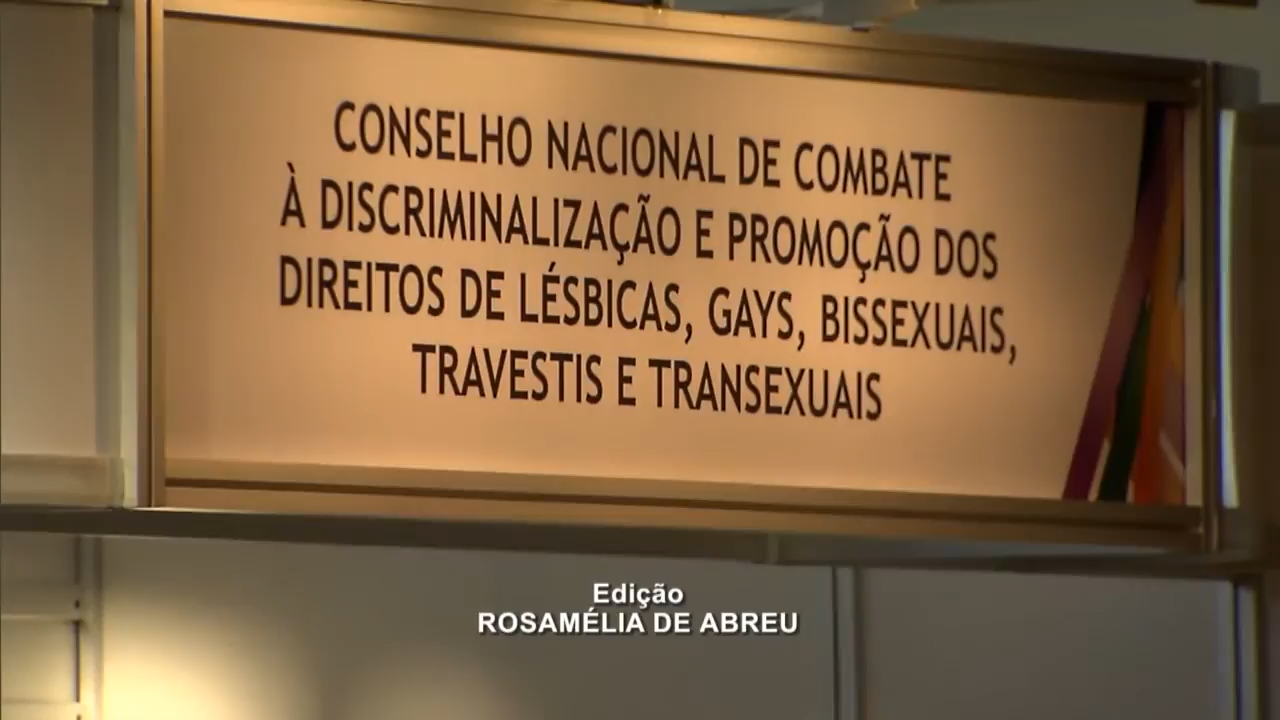 CONSELHO NACIONAL DE COMBATE
À DISCRIMINALIZAÇÃO E PROMOÇÃO DOS
DIREITOS DE LÉSBICAS, GAYS, BISSEXUAIS,
TRAVESTIS E TRANSEXUAIS
Edição
ROSAMÉLIA DE ABREU